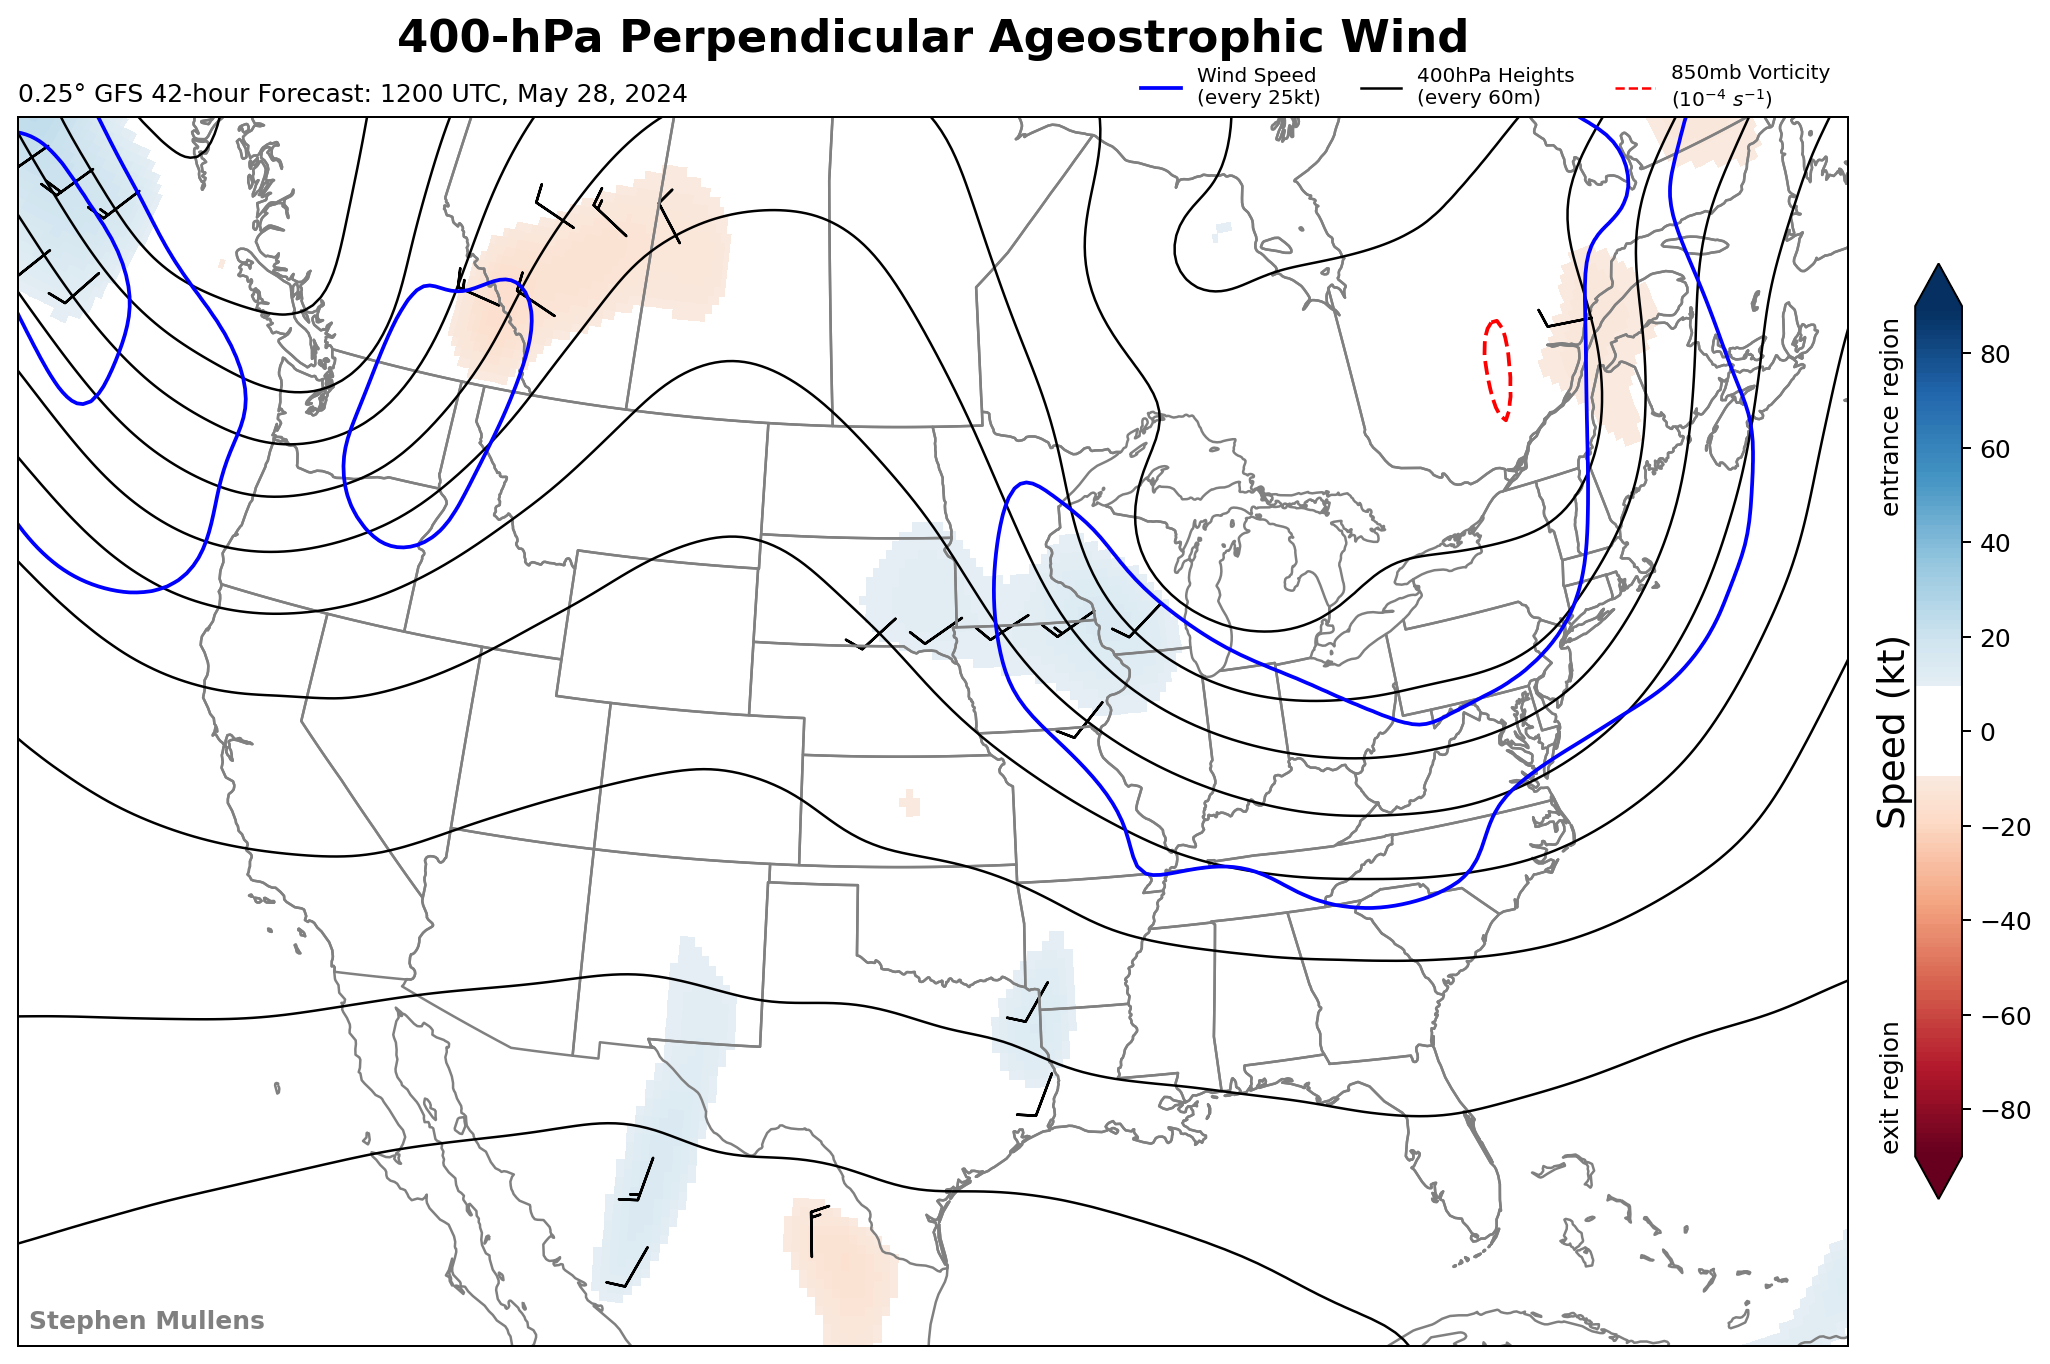 400-hPa Perpendicular Ageostrophic Wind
0.25° GFS 42-hour Forecast: 1200 UTC, May 28, 2024
Wind Speed
(every 25kt)
400hPa Heights
(every 60m)
850mb Vorticity
(10⁻⁴ s⁻¹)
entrance region
Speed (kt)
exit region
80
60
40
20
0
−20
−40
−60
−80
Stephen Mullens